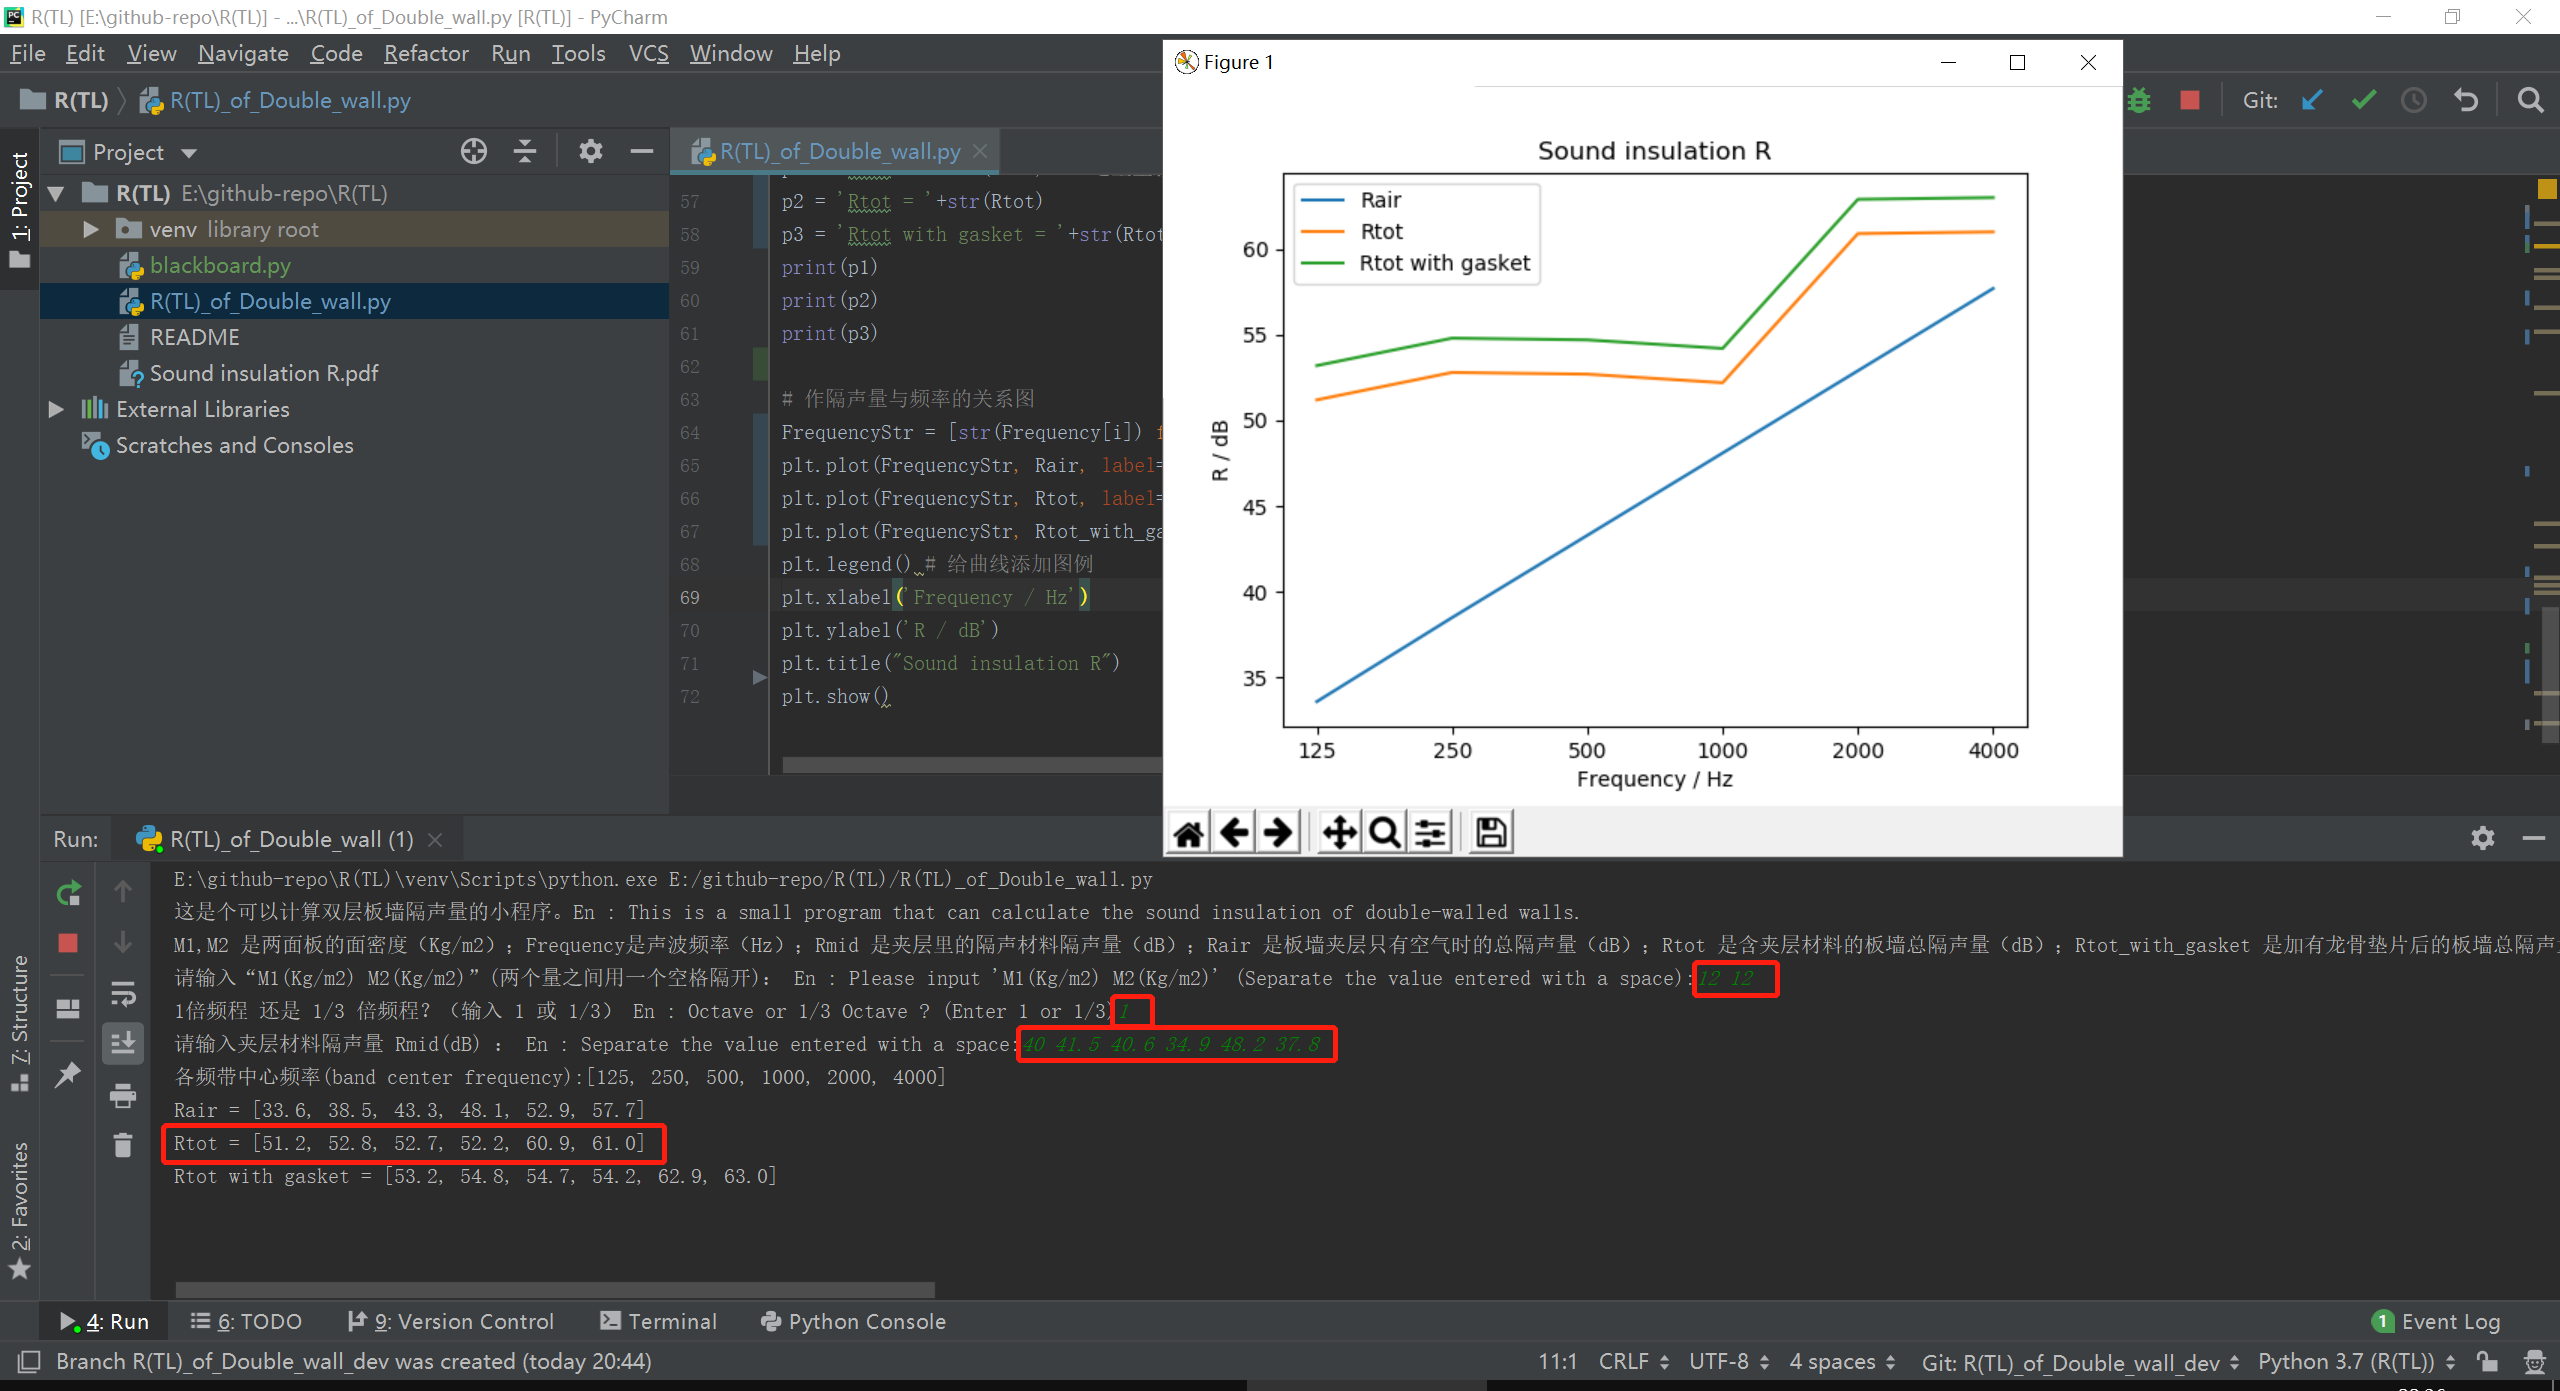 R(TL) [E:\github-repo\R(TL)] - ...\R(TL)_of_Double_wall.py [R(TL)] - PyCharm
File Edit View Navigate Code Refactor Run Tools VCS Window Help
R(TL) R(TL)_of_Double_wall.py
Git:
1: Project
Project
R(TL) E:\github-repo\R(TL)
venv library root
blackboard.py
R(TL)_of_Double_wall.py
README
Sound insulation R.pdf
External Libraries
Scratches and Consoles
R(TL)_of_Double_wall.py
57 p2 = 'Rtot = '+str(Rtot)
58 p3 = 'Rtot with gasket = '+str(Rtot
59 print(p1)
60 print(p2)
61 print(p3)
62
63 # 作隔声量与频率的关系图
64 FrequencyStr = [str(Frequency[i]) f
65 plt.plot(FrequencyStr, Rair, label=
66 plt.plot(FrequencyStr, Rtot, label=
67 plt.plot(FrequencyStr, Rtot_with_ga
68 plt.legend() # 给曲线添加图例
69 plt.xlabel('Frequency / Hz')
70 plt.ylabel('R / dB')
71 plt.title("Sound insulation R")
72 plt.show()
Figure 1
Sound insulation R
Rair
Rtot
Rtot with gasket
60
55
50
45
40
35
R / dB
125 250 500 1000 2000 4000
Frequency / Hz
Run: R(TL)_of_Double_wall (1)
E:\github-repo\R(TL)\venv\Scripts\python.exe E:/github-repo/R(TL)/R(TL)_of_Double_wall.py
这是个可以计算双层板墙隔声量的小程序。En : This is a small program that can calculate the sound insulation of double-walled walls.
M1,M2 是两面板的面密度（Kg/m2）；Frequency是声波频率（Hz）；Rmid 是夹层里的隔声材料隔声量（dB）；Rair 是板墙夹层只有空气时的总隔声量（dB）；Rtot 是含夹层材料的板墙总隔声量（dB）；Rtot_with_gasket 是加有龙骨垫片后的板墙总隔声
请输入“M1(Kg/m2) M2(Kg/m2)”(两个量之间用一个空格隔开)： En : Please input 'M1(Kg/m2) M2(Kg/m2)' (Separate the value entered with a space):12 12
1倍频程 还是 1/3 倍频程？（输入 1 或 1/3） En : Octave or 1/3 Octave ? (Enter 1 or 1/3)1
请输入夹层材料隔声量 Rmid(dB) ： En : Separate the value entered with a space:40 41.5 40.6 34.9 48.2 37.8
各频带中心频率(band center frequency):[125, 250, 500, 1000, 2000, 4000]
Rair = [33.6, 38.5, 43.3, 48.1, 52.9, 57.7]
Rtot = [51.2, 52.8, 52.7, 52.2, 60.9, 61.0]
Rtot with gasket = [53.2, 54.8, 54.7, 54.2, 62.9, 63.0]
7: Structure
2: Favorites
4: Run 6: TODO 9: Version Control Terminal Python Console 1 Event Log
Branch R(TL)_of_Double_wall_dev was created (today 20:44) 11:1 CRLF UTF-8 4 spaces Git: R(TL)_of_Double_wall_dev Python 3.7 (R(TL))